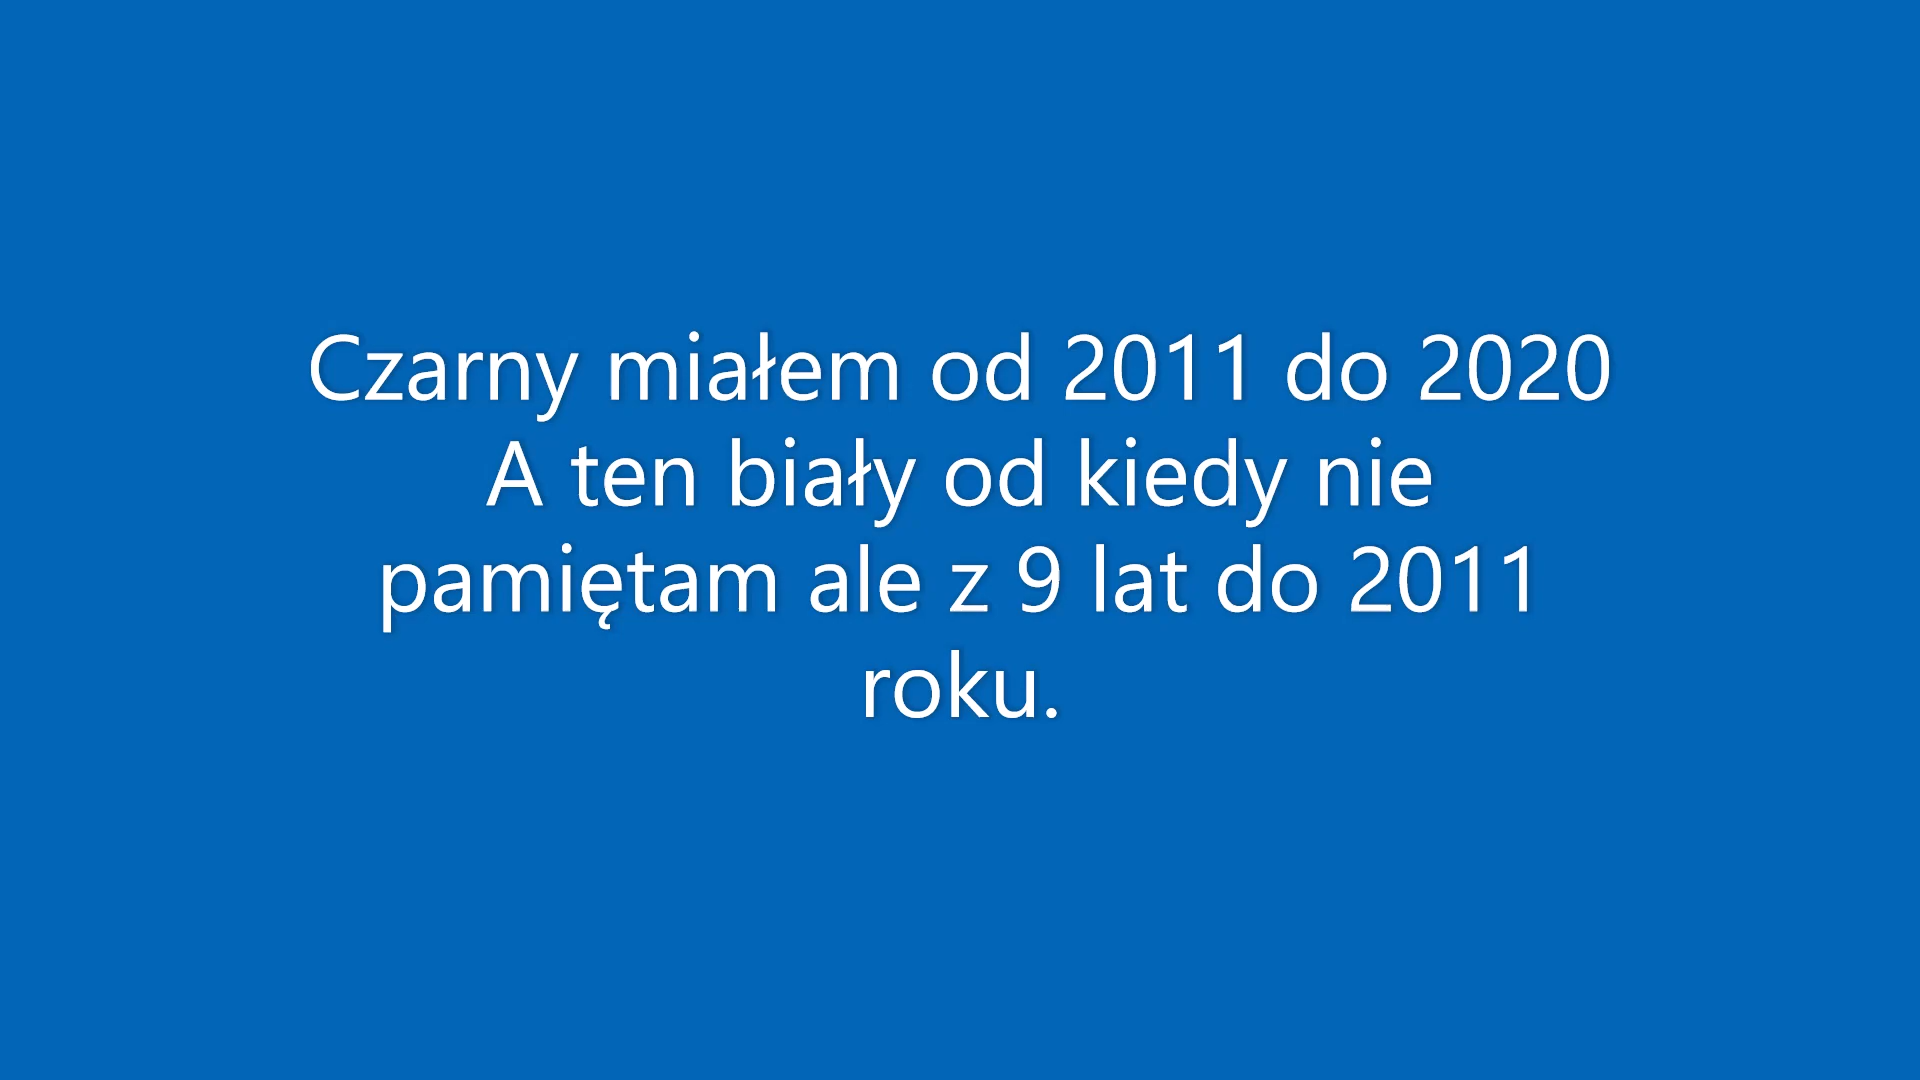 Czarny miałem od 2011 do 2020
A ten biały od kiedy nie
pamiętam ale z 9 lat do 2011
roku.